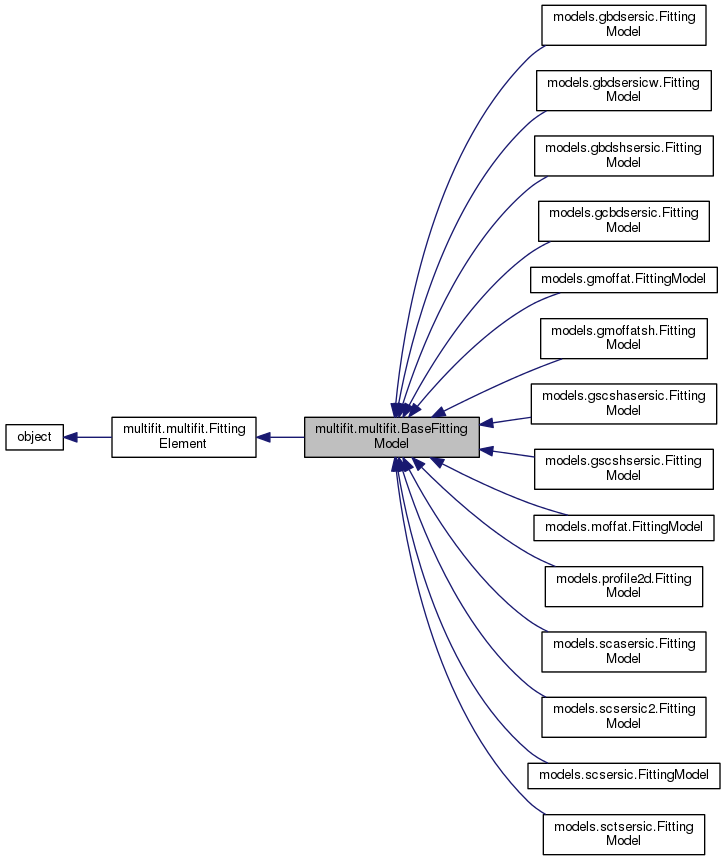 object
multifit.multifit.Fitting
Element
multifit.multifit.BaseFitting
Model
models.gbdsersic.Fitting
Model
models.gbdsersicw.Fitting
Model
models.gbdshsersic.Fitting
Model
models.gcbdsersic.Fitting
Model
models.gmoffat.FittingModel
models.gmoffatsh.Fitting
Model
models.gscshasersic.Fitting
Model
models.gscshsersic.Fitting
Model
models.moffat.FittingModel
models.profile2d.Fitting
Model
models.scasersic.Fitting
Model
models.scsersic2.Fitting
Model
models.scsersic.FittingModel
models.sctsersic.Fitting
Model